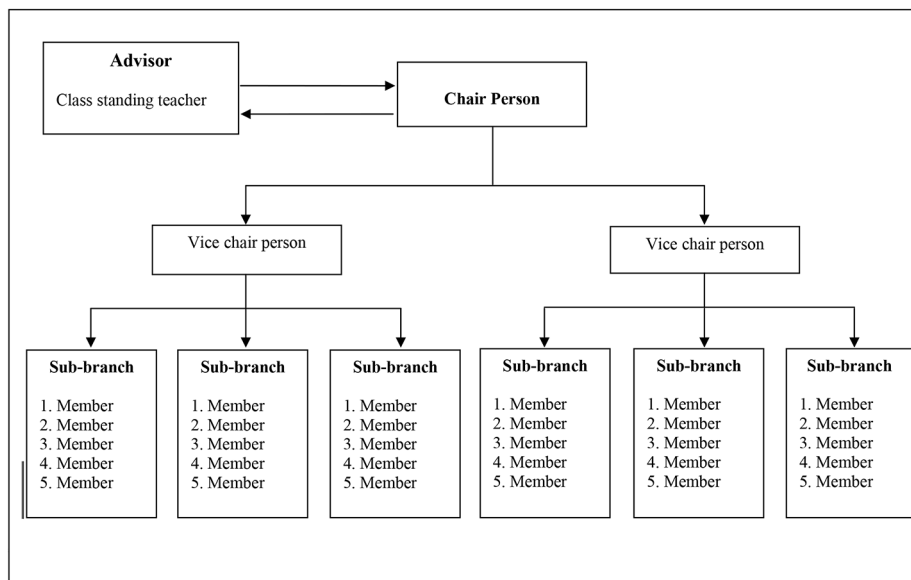 Advisor
Class standing teacher
Chair Person
Vice chair person
Vice chair person
Sub-branch
1. Member
2. Member
3. Member
4. Member
5. Member
Sub-branch
1. Member
2. Member
3. Member
4. Member
5. Member
Sub-branch
1. Member
2. Member
3. Member
4. Member
5. Member
Sub-branch
1. Member
2. Member
3. Member
4. Member
5. Member
Sub-branch
1. Member
2. Member
3. Member
4. Member
5. Member
Sub-branch
1. Member
2. Member
3. Member
4. Member
5. Member